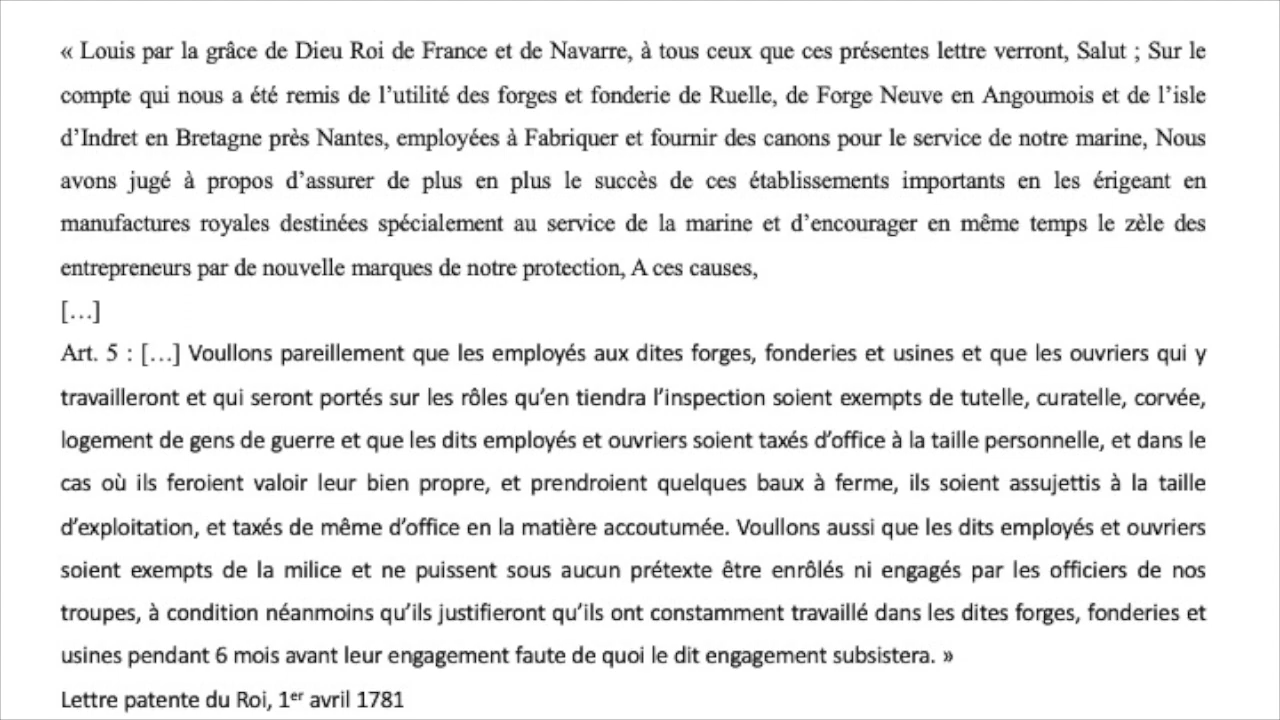 « Louis par la grâce de Dieu Roi de France et de Navarre, à tous ceux que ces présentes lettre verront, Salut ; Sur le
compte qui nous a été remis de l’utilité des forges et fonderie de Ruelle, de Forge Neuve en Angoumois et de l’isle
d’Indret en Bretagne près Nantes, employées à Fabriquer et fournir des canons pour le service de notre marine, Nous
avons jugé à propos d’assurer de plus en plus le succès de ces établissements importants en les érigeant en
manufactures royales destinées spécialement au service de la marine et d’encourager en même temps le zèle des
entrepreneurs par de nouvelle marques de notre protection, A ces causes,
[…]
Art. 5 : […] Voullons pareillement que les employés aux dites forges, fonderies et usines et que les ouvriers qui y
travailleront et qui seront portés sur les rôles qu’en tiendra l’inspection soient exempts de tutelle, curatelle, corvée,
logement de gens de guerre et que les dits employés et ouvriers soient taxés d’office à la taille personnelle, et dans le
cas où ils feroient valoir leur bien propre, et prendroient quelques baux à ferme, ils soient assujettis à la taille
d’exploitation, et taxés de même d’office en la matière accoutumée. Voullons aussi que les dits employés et ouvriers
soient exempts de la milice et ne puissent sous aucun prétexte être enrôlés ni engagés par les officiers de nos
troupes, à condition néanmoins qu’ils justifieront qu’ils ont constamment travaillé dans les dites forges, fonderies et
usines pendant 6 mois avant leur engagement faute de quoi le dit engagement subsistera. »
Lettre patente du Roi, 1er avril 1781